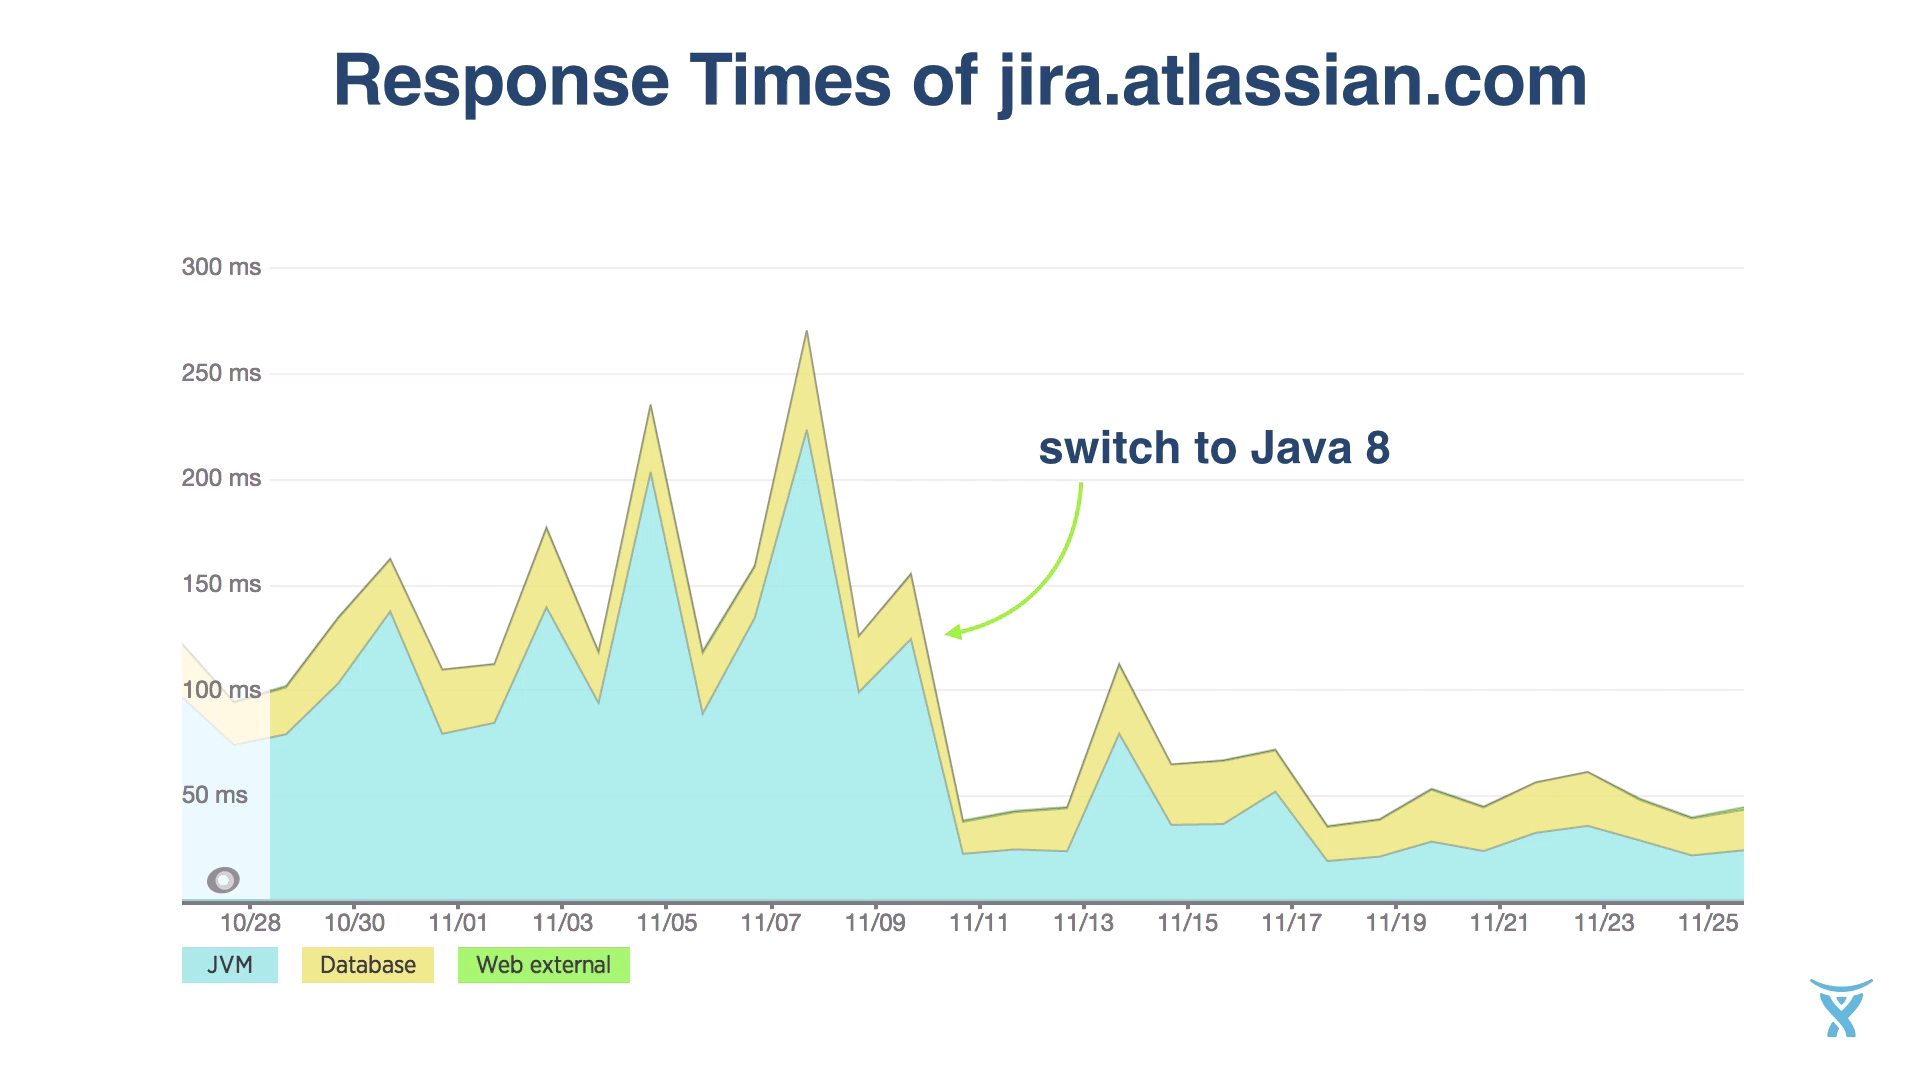 Response Times of jira.atlassian.com
300 ms
250 ms
switch to Java 8
200 ms
150 ms
100 ms
50 ms
10/28 10/30 11/01 11/03 11/05 11/07 11/09 11/11 11/13 11/15 11/17 11/19 11/21 11/23 11/25
JVM Database Web external